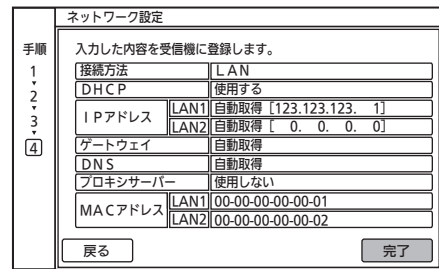 ネットワーク設定
手順
1
2
3
4
入力した内容を受信機に登録します。
接続方法 LAN
DHCP 使用する
IPアドレス LAN1 自動取得 [123.123.123. 1]
LAN2 自動取得 [ 0. 0. 0. 0]
ゲートウェイ 自動取得
DNS 自動取得
プロキシサーバー 使用しない
MACアドレス LAN1 00-00-00-00-00-01
LAN2 00-00-00-00-00-02
戻る 完了